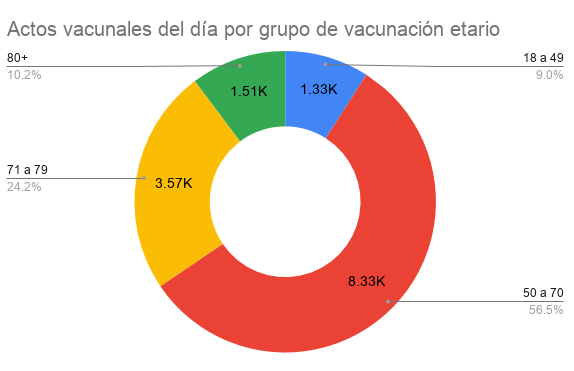 Actos vacunales del día por grupo de vacunación etario
80+
10.2%
18 a 49
9.0%
1.51K
1.33K
71 a 79
24.2%
3.57K
8.33K
50 a 70
56.5%